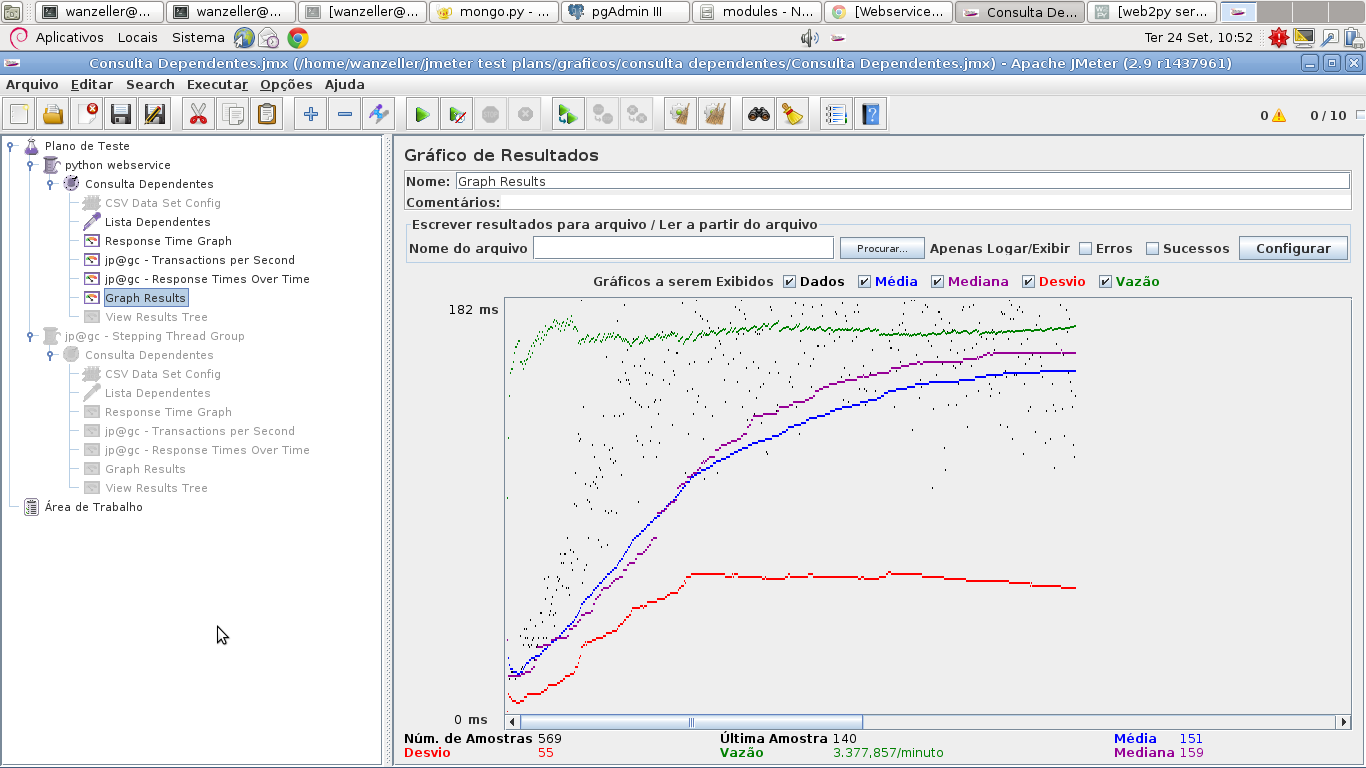 wanzeller@...
wanzeller@...
[wanzeller@...
mongo.py - ...
pgAdmin III
modules - N...
[Webservice...
Consulta De...
[web2py ser...
Aplicativos Locais Sistema
Ter 24 Set, 10:52
Consulta Dependentes.jmx (/home/wanzeller/jmeter test plans/graficos/consulta dependentes/Consulta Dependentes.jmx) - Apache JMeter (2.9 r1437961)
Arquivo Editar Search Executar Opções Ajuda
0 0 / 10
Plano de Teste
python webservice
Consulta Dependentes
CSV Data Set Config
Lista Dependentes
Response Time Graph
jp@gc - Transactions per Second
jp@gc - Response Times Over Time
Graph Results
View Results Tree
jp@gc - Stepping Thread Group
Consulta Dependentes
CSV Data Set Config
Lista Dependentes
Response Time Graph
jp@gc - Transactions per Second
jp@gc - Response Times Over Time
Graph Results
View Results Tree
Área de Trabalho
Gráfico de Resultados
Nome: Graph Results
Comentários:
Escrever resultados para arquivo / Ler a partir do arquivo
Nome do arquivo Procurar... Apenas Logar/Exibir Erros Sucessos Configurar
Gráficos a serem Exibidos Dados Média Mediana Desvio Vazão
182 ms
0 ms
Núm. de Amostras 569 Última Amostra 140 Média 151
Desvio 55 Vazão 3.377,857/minuto Mediana 159